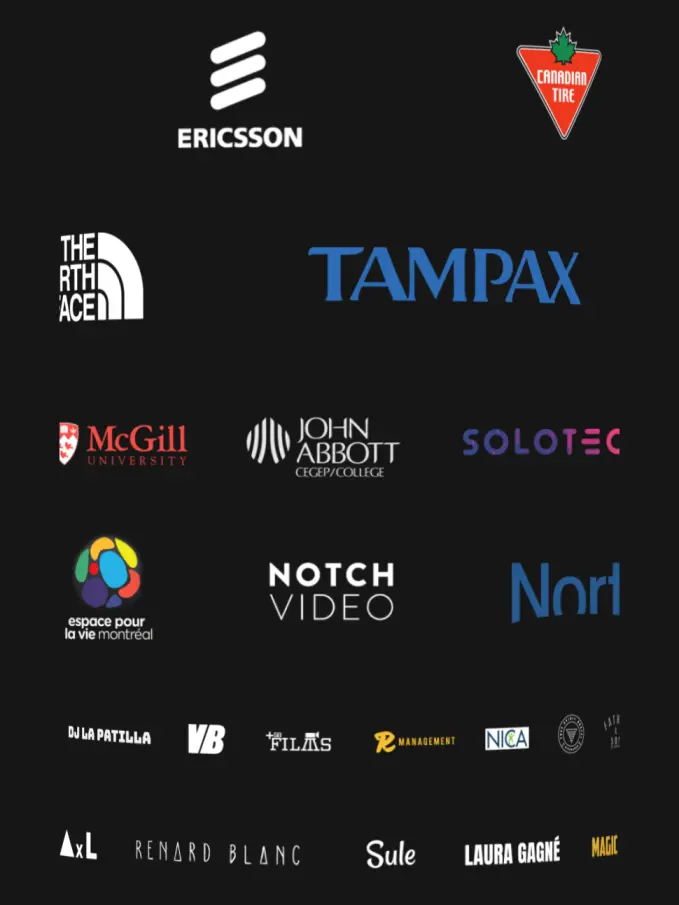 ERICSSON
CANADIAN
TIRE
THE
RTH
ACE
TAMPAX
McGill
UNIVERSITY
JOHN
ABBOTT
CEGEP/COLLEGE
SOLOTEC
espace pour
la vie montréal
NOTCH
VIDEO
Nort
DJ LA PATILLA
VB
FILMS
R MANAGEMENT
NICA
AxL
RENARD BLANC
Sule
LAURA GAGNÉ
MAGIC